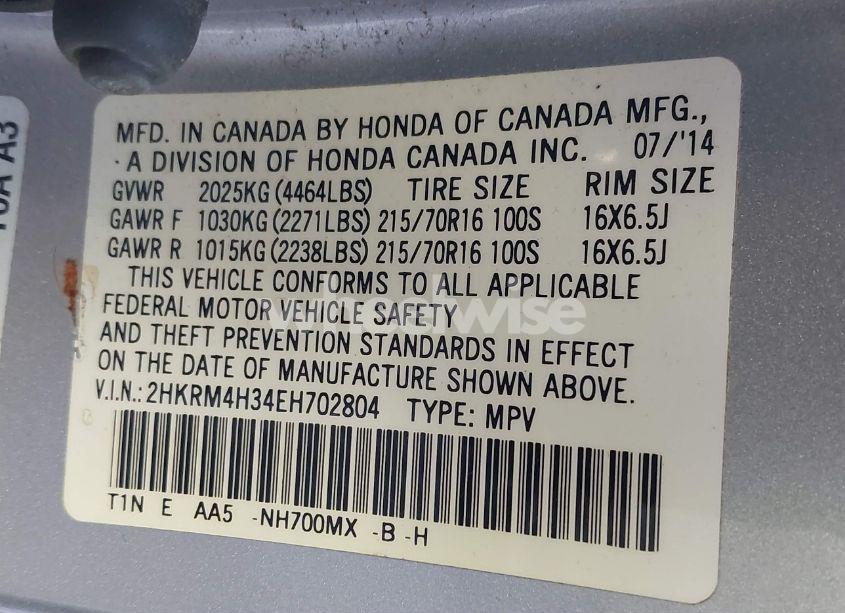 MFD. IN CANADA BY HONDA OF CANADA MFG.,
A DIVISION OF HONDA CANADA INC. 07/'14
GVWR 2025KG (4464LBS) TIRE SIZE RIM SIZE
GAWR F 1030KG (2271LBS) 215/70R16 100S 16X6.5J
GAWR R 1015KG (2238LBS) 215/70R16 100S 16X6.5J
THIS VEHICLE CONFORMS TO ALL APPLICABLE
FEDERAL MOTOR VEHICLE SAFETY
AND THEFT PREVENTION STANDARDS IN EFFECT
ON THE DATE OF MANUFACTURE SHOWN ABOVE.
V.I.N.: 2HKRM4H34EH702804 TYPE: MPV
T1N E AA5 -NH700MX -B -H
wheelwise